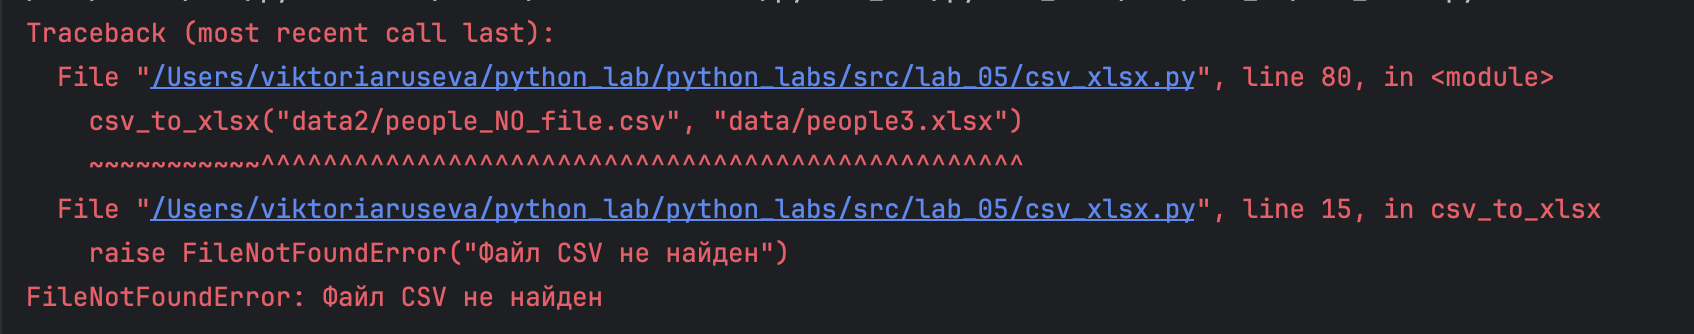 Traceback (most recent call last):
  File "/Users/viktoriaruseva/python_lab/python_labs/src/lab_05/csv_xlsx.py", line 80, in <module>
    csv_to_xlsx("data2/people_NO_file.csv", "data/people3.xlsx")
    ~~~~~~~~~~~^^^^^^^^^^^^^^^^^^^^^^^^^^^^^^^^^^^^^^^^^^^^^^^^^
  File "/Users/viktoriaruseva/python_lab/python_labs/src/lab_05/csv_xlsx.py", line 15, in csv_to_xlsx
    raise FileNotFoundError("Файл CSV не найден")
FileNotFoundError: Файл CSV не найден